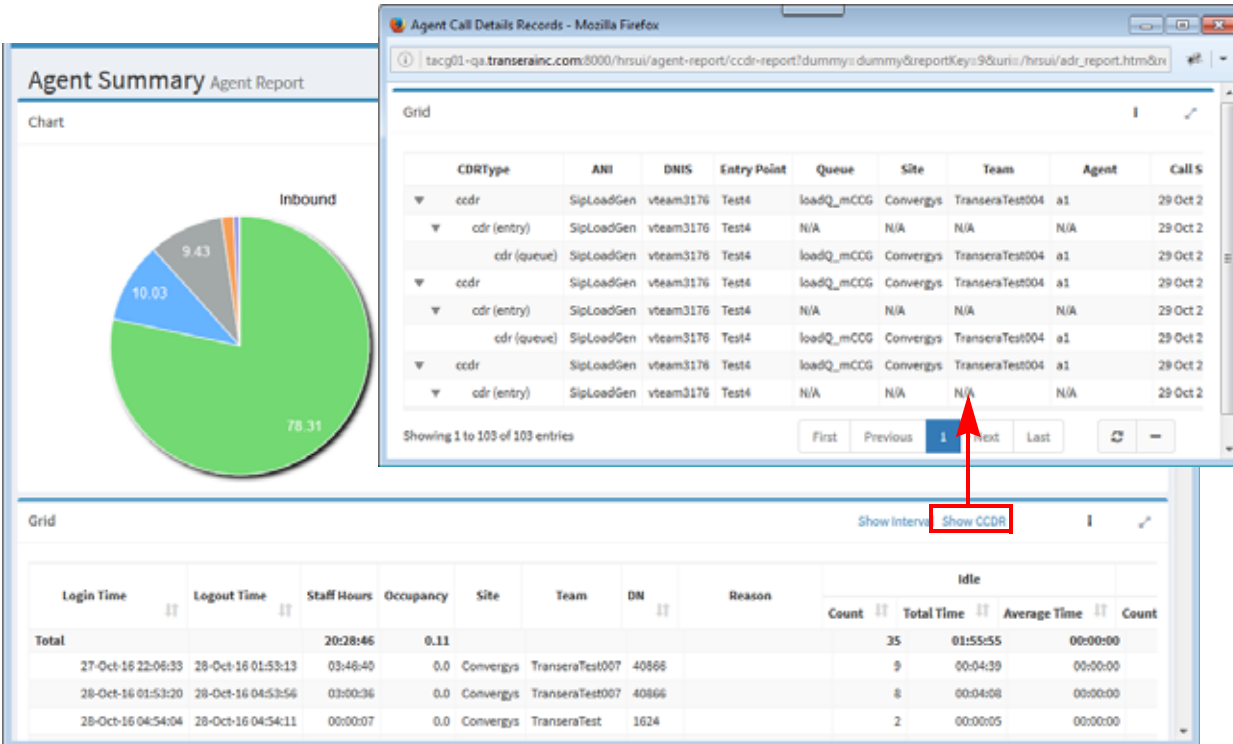 Agent Call Details Records - Mozilla Firefox
tacg01-qa.transerainc.com:8000/hrsui/agent-report/ccdr-report?dummy=dummy&reportKey=9&uri=/hrsui/adr_report.htm&re
Grid
CDRType ANI DNIS Entry Point Queue Site Team Agent Call S
ccdr SipLoadGen vteam3176 Test4 loadQ_mCCG Convergys TranseraTest004 a1 29 Oct 2
cdr (entry) SipLoadGen vteam3176 Test4 N/A N/A N/A N/A 29 Oct 2
cdr (queue) SipLoadGen vteam3176 Test4 loadQ_mCCG Convergys TranseraTest004 a1 29 Oct 2
ccdr SipLoadGen vteam3176 Test4 loadQ_mCCG Convergys TranseraTest004 a1 29 Oct 2
cdr (entry) SipLoadGen vteam3176 Test4 N/A N/A N/A N/A 29 Oct 2
cdr (queue) SipLoadGen vteam3176 Test4 loadQ_mCCG Convergys TranseraTest004 a1 29 Oct 2
ccdr SipLoadGen vteam3176 Test4 loadQ_mCCG Convergys TranseraTest004 a1 29 Oct 2
cdr (entry) SipLoadGen vteam3176 Test4 N/A N/A N/A N/A 29 Oct 2
Showing 1 to 103 of 103 entries First Previous 1 Next Last
Agent Summary Agent Report
Chart
Inbound
9.43
10.03
78.31
Grid Show Interval Show CCDR
Idle
Login Time Logout Time Staff Hours Occupancy Site Team DN Reason
Count Total Time Average Time Count
Total 20:28:46 0.11 35 01:55:55 00:00:00
27-Oct-16 22:06:33 28-Oct-16 01:53:13 03:46:40 0.0 Convergys TranseraTest007 40866 9 00:04:39 00:00:00
28-Oct-16 01:53:20 28-Oct-16 04:53:56 03:00:36 0.0 Convergys TranseraTest007 40866 8 00:04:08 00:00:00
28-Oct-16 04:54:04 28-Oct-16 04:54:11 00:00:07 0.0 Convergys TranseraTest 1624 2 00:00:05 00:00:00